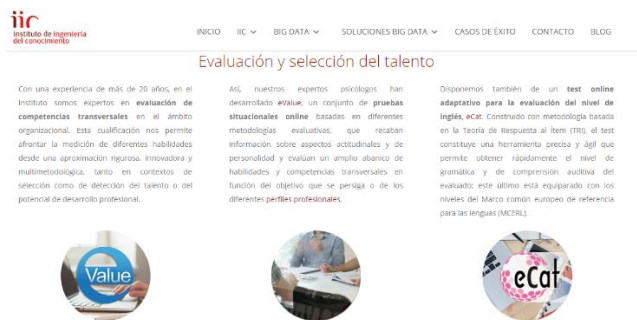 iic
instituto de ingeniería
del conocimiento
INICIO IIC BIG DATA SOLUCIONES BIG DATA CASOS DE ÉXITO CONTACTO BLOG
Evaluación y selección del talento
Con una experiencia de más de 20 años, en el
Instituto somos expertos en evaluación de
competencias transversales en el ámbito
organizacional. Esta cualificación nos permite
afrontar la medición de diferentes habilidades
desde una aproximación rigurosa, innovadora y
multimetodológica, tanto en contextos de
selección como de detección del talento o del
potencial de desarrollo profesional.
Así, nuestros expertos psicólogos han
desarrollado eValue, un conjunto de pruebas
situacionales online basadas en diferentes
metodologías evaluativas, que recaban
información sobre aspectos actitudinales y de
personalidad y evalúan un amplio abanico de
habilidades y competencias transversales en
función del objetivo que se persiga o de los
diferentes perfiles profesionales.
Disponemos también de un test online
adaptativo para la evaluación del nivel de
inglés, eCat. Construido con metodología basada
en la Teoría de Respuesta al Ítem (TRI), el test
constituye una herramienta precisa y ágil que
permite obtener rápidamente el nivel de
gramática y de comprensión auditiva del
evaluado; este último está equiparado con los
niveles del Marco común europeo de referencia
para las lenguas (MCERL).
Value
eCat